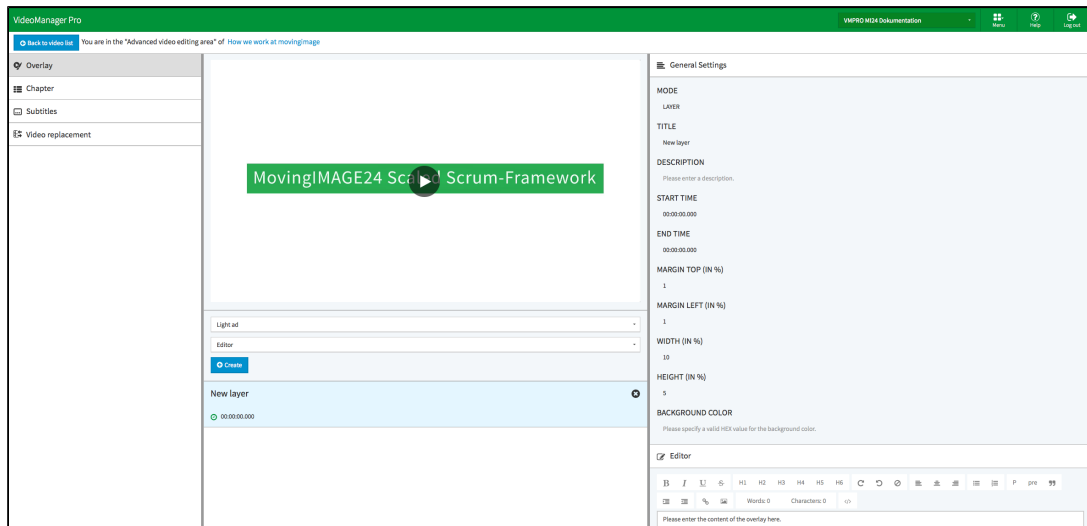 VideoManager Pro
VMPRO MI24 Dokumentation
Menu
Help
Log out
Back to video list
You are in the "Advanced video editing area" of How we work at movingimage
Overlay
Chapter
Subtitles
Video replacement
MovingIMAGE24 Scaled Scrum-Framework
Light ad
Editor
Create
New layer
00:00:00.000
General Settings
MODE
LAYER
TITLE
New layer
DESCRIPTION
Please enter a description.
START TIME
00:00:00.000
END TIME
00:00:00.000
MARGIN TOP (IN %)
1
MARGIN LEFT (IN %)
1
WIDTH (IN %)
10
HEIGHT (IN %)
5
BACKGROUND COLOR
Please specify a valid HEX value for the background color.
Editor
B I U S H1 H2 H3 H4 H5 H6 P pre
Words: 0 Characters: 0 </>
Please enter the content of the overlay here.